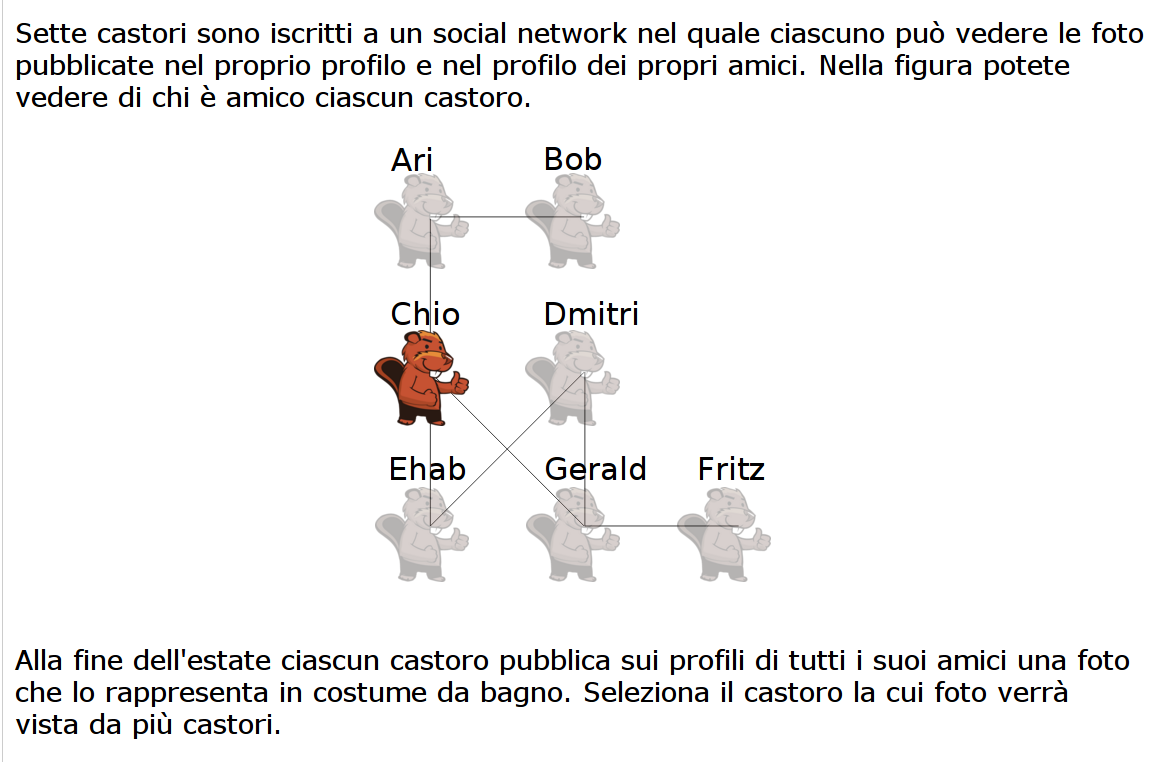 Sette castori sono iscritti a un social network nel quale ciascuno può vedere le foto
pubblicate nel proprio profilo e nel profilo dei propri amici. Nella figura potete
vedere di chi è amico ciascun castoro.
Ari Bob
Chio Dmitri
Ehab Gerald Fritz
Alla fine dell'estate ciascun castoro pubblica sui profili di tutti i suoi amici una foto
che lo rappresenta in costume da bagno. Seleziona il castoro la cui foto verrà
vista da più castori.